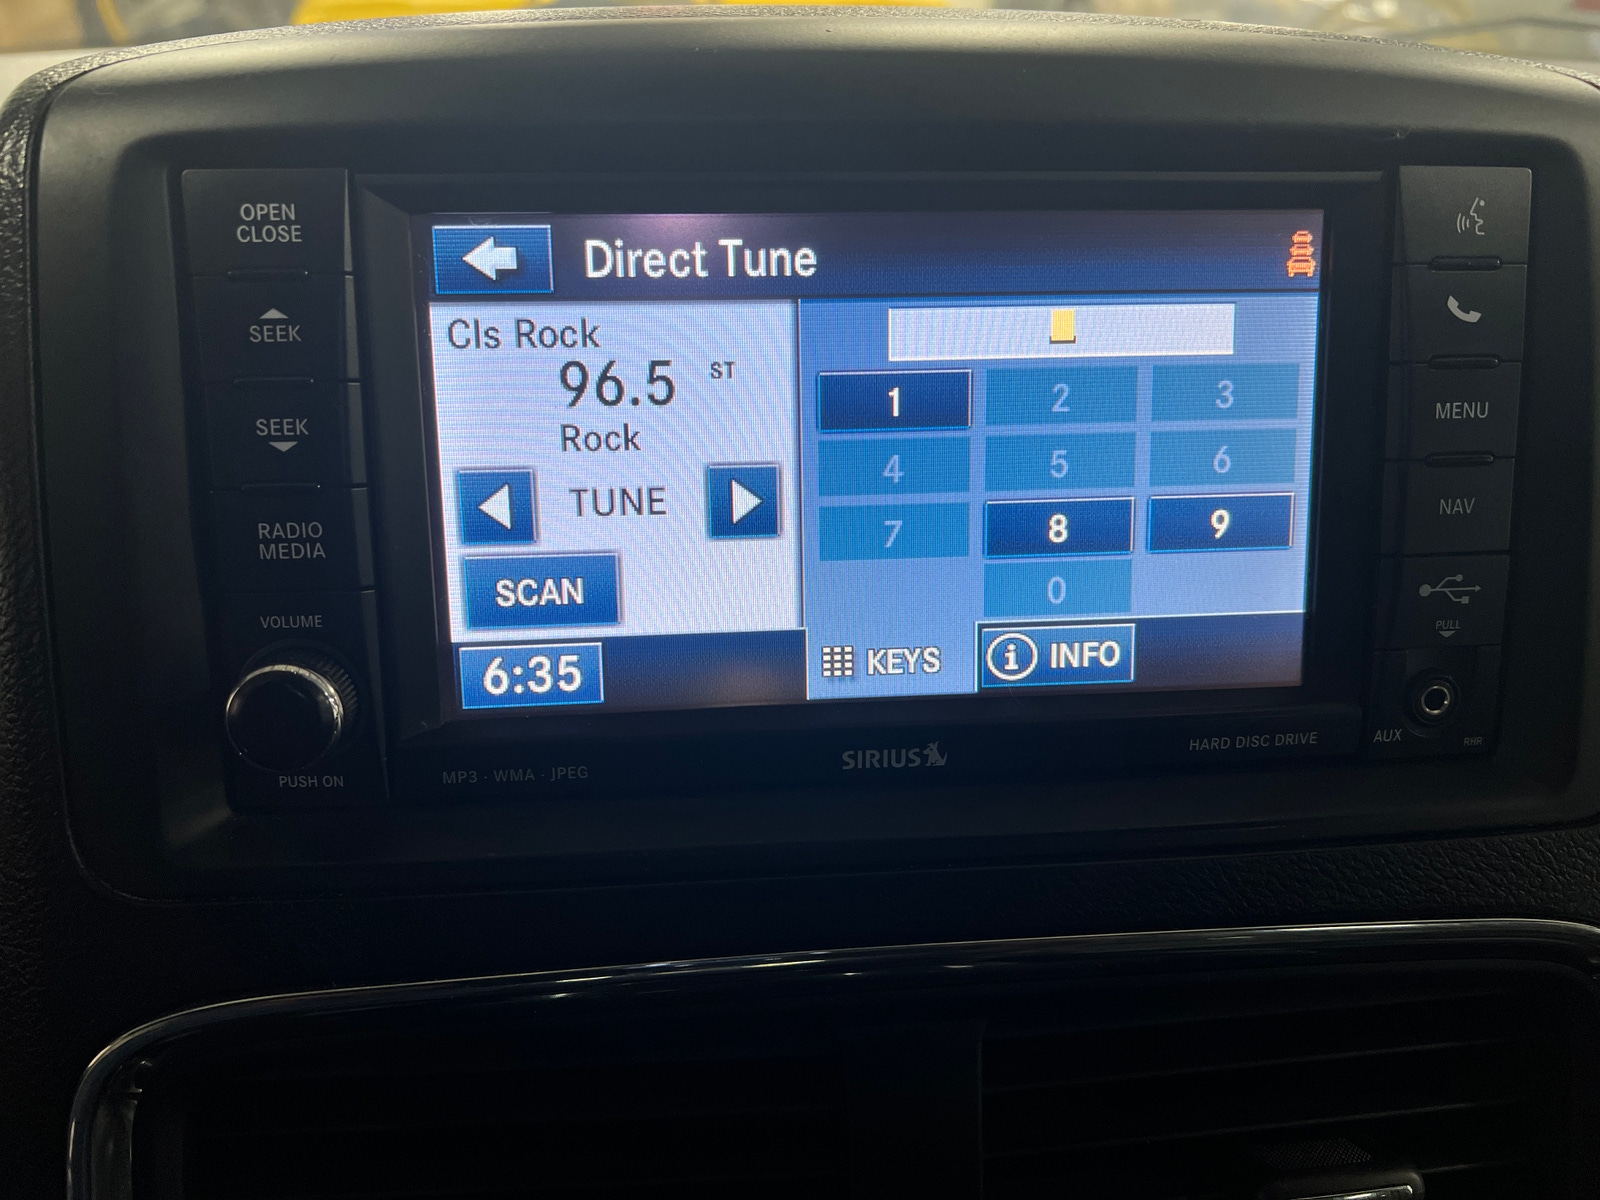 OPEN
CLOSE
SEEK
SEEK
RADIO
MEDIA
VOLUME
PUSH ON
Direct Tune
Cls Rock
96.5 ST
Rock
TUNE
SCAN
6:35
1 2 3
4 5 6
7 8 9
0
KEYS
i INFO
MP3 · WMA · JPEG
SIRIUS
HARD DISC DRIVE
MENU
NAV
PULL
AUX
RHR